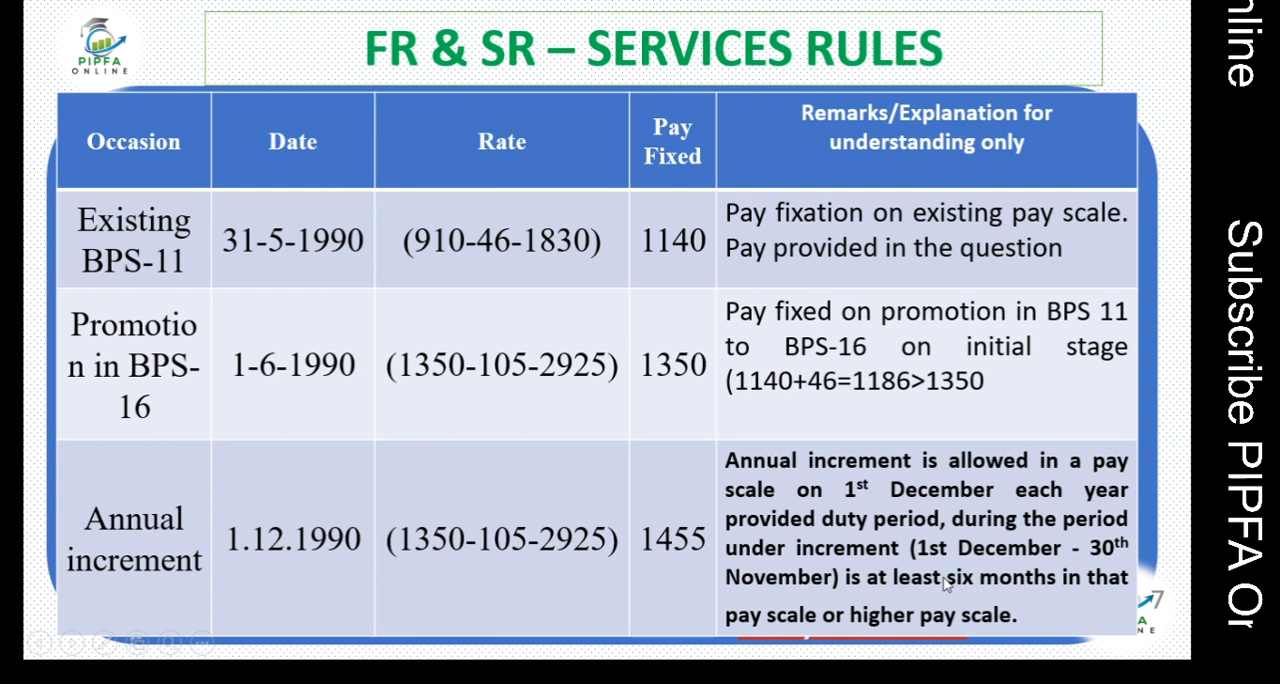 PIPFA
ONLINE
FR & SR – SERVICES RULES
Occasion
Date
Rate
Pay
Fixed
Remarks/Explanation for
understanding only
Existing
BPS-11
31-5-1990
(910-46-1830)
1140
Pay fixation on existing pay scale.
Pay provided in the question
Promotio
n in BPS-
16
1-6-1990
(1350-105-2925)
1350
Pay fixed on promotion in BPS 11
to BPS-16 on initial stage
(1140+46=1186>1350
Annual
increment
1.12.1990
(1350-105-2925)
1455
Annual increment is allowed in a pay
scale on 1st December each year
provided duty period, during the period
under increment (1st December - 30th
November) is at least six months in that
pay scale or higher pay scale.
7
A
N E
nline
Subscribe PIPFA Or